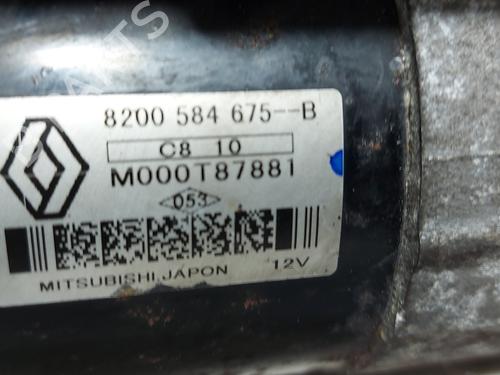 8200 584 675--B
C8 10
M000T87881
053
MITSUBISHI,JAPON 12V